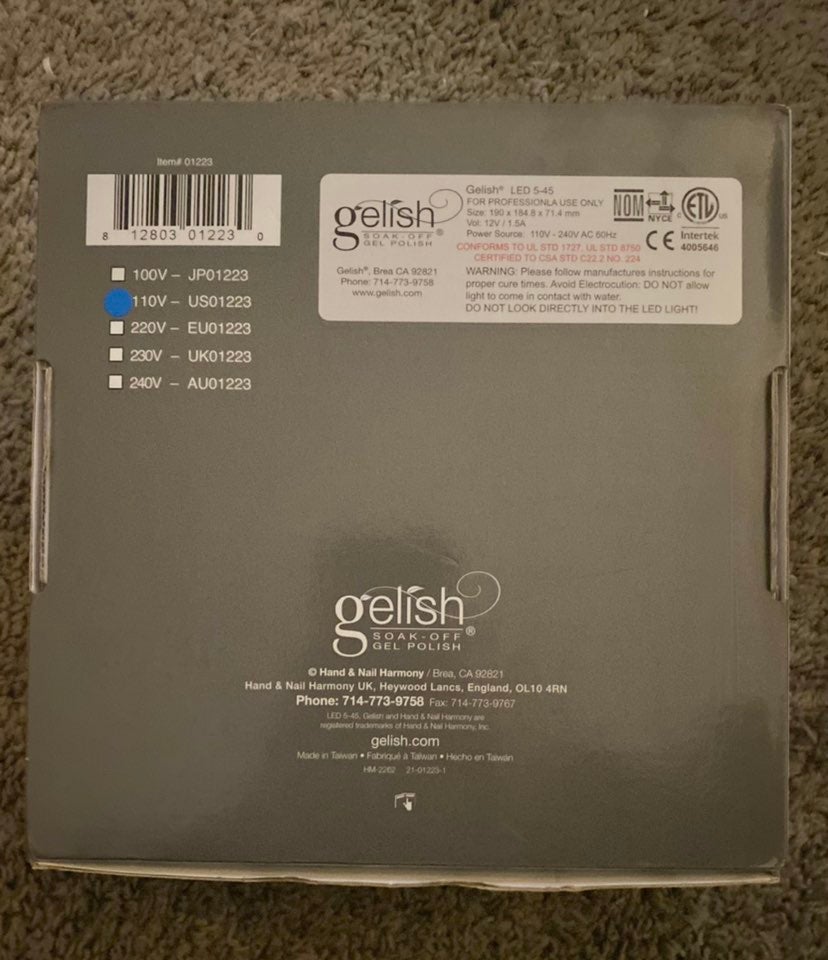 Item# 01223
8 12803 01223 0
100V – JP01223
110V – US01223
220V – EU01223
230V – UK01223
240V – AU01223
gelish®
SOAK-OFF
GEL POLISH
Gelish®, Brea CA 92821
Phone: 714-773-9758
www.gelish.com
Gelish® LED 5-45
FOR PROFESSIONLA USE ONLY
Size: 190 x 184.8 x 71.4 mm
Vol: 12V / 1.5A
Power Source: 110V - 240V AC 60Hz
CONFORMS TO UL STD 1727, UL STD 8750
CERTIFIED TO CSA STD C22.2 NO. 224
NOM
NYCE
CE
c ETL us
Intertek
4005646
WARNING: Please follow manufactures instructions for
proper cure times. Avoid Electrocution: DO NOT allow
light to come in contact with water.
DO NOT LOOK DIRECTLY INTO THE LED LIGHT!
gelish®
SOAK-OFF
GEL POLISH
© Hand & Nail Harmony / Brea, CA 92821
Hand & Nail Harmony UK, Heywood Lancs, England, OL10 4RN
Phone: 714-773-9758 Fax: 714-773-9767
LED 5-45, Gelish and Hand & Nail Harmony are
registered trademarks of Hand & Nail Harmony, Inc.
gelish.com
Made in Taiwan • Fabriqué à Taiwan • Hecho en Taiwán
HM-2262 21-01223-1